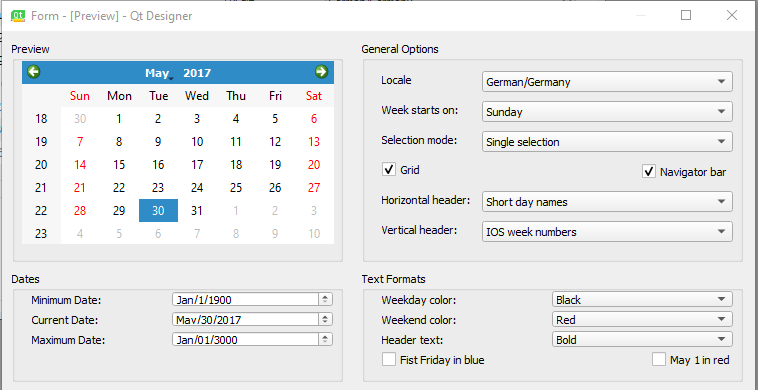 Form - [Preview] - Qt Designer
Preview
May 2017
Sun Mon Tue Wed Thu Fri Sat
18 30 1 2 3 4 5 6
19 7 8 9 10 11 12 13
20 14 15 16 17 18 19 20
21 21 22 23 24 25 26 27
22 28 29 30 31 1 2 3
23 4 5 6 7 8 9 10
General Options
Locale German/Germany
Week starts on: Sunday
Selection mode: Single selection
Grid Navigator bar
Horizontal header: Short day names
Vertical header: IOS week numbers
Dates
Minimum Date: Jan/1/1900
Current Date: May/30/2017
Maximum Date: Jan/01/3000
Text Formats
Weekday color: Black
Weekend color: Red
Header text: Bold
Fist Friday in blue May 1 in red